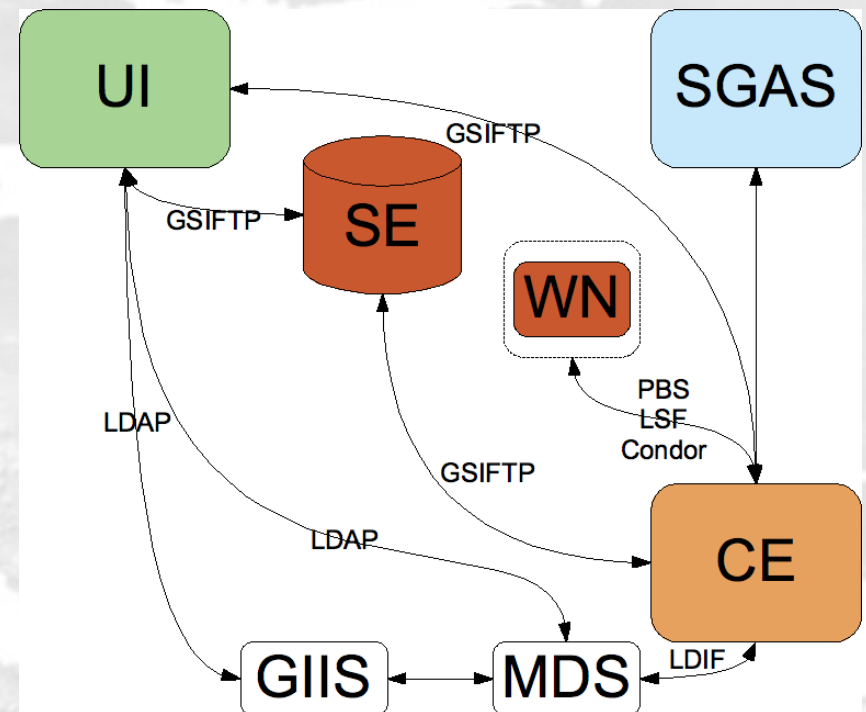 UI
SGAS
GSIFTP
SE
GSIFTP
WN
PBS
LSF
Condor
LDAP
GSIFTP
LDAP
CE
GIIS
MDS
LDIF